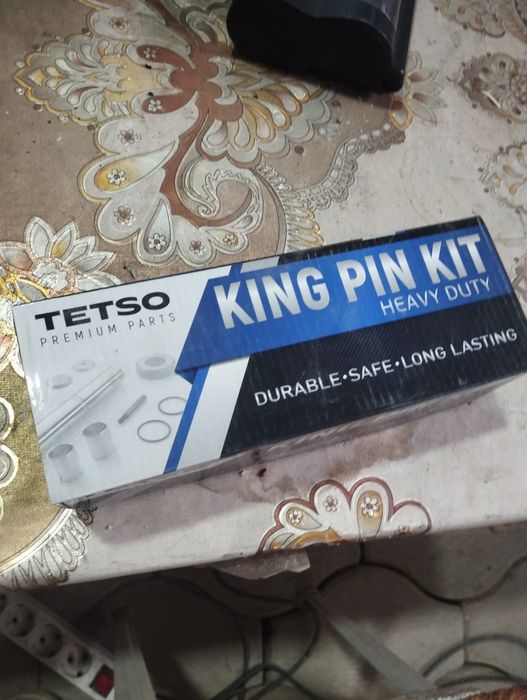 TETSO
PREMIUM PARTS
KING PIN KIT
HEAVY DUTY
DURABLE•SAFE•LONG LASTING